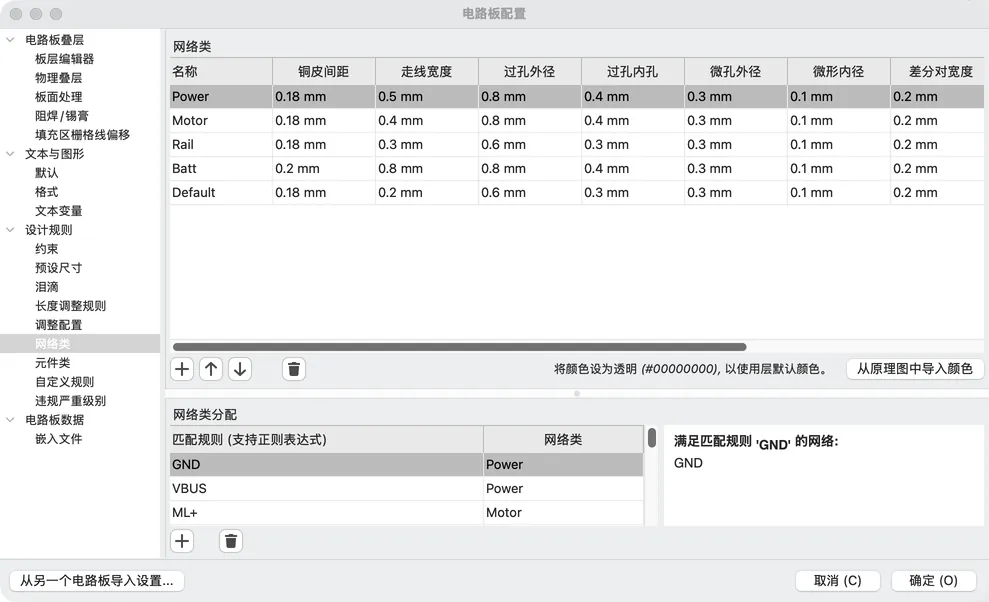 电路板配置
电路板叠层
板层编辑器
物理叠层
板面处理
阻焊/锡膏
填充区栅格线偏移
文本与图形
默认
格式
文本变量
设计规则
约束
预设尺寸
泪滴
长度调整规则
调整配置
网络类
元件类
自定义规则
违规严重级别
电路板数据
嵌入文件
网络类
名称 铜皮间距 走线宽度 过孔外径 过孔内孔 微孔外径 微形内径 差分对宽度
Power 0.18 mm 0.5 mm 0.8 mm 0.4 mm 0.3 mm 0.1 mm 0.2 mm
Motor 0.18 mm 0.4 mm 0.8 mm 0.4 mm 0.3 mm 0.1 mm 0.2 mm
Rail 0.18 mm 0.3 mm 0.6 mm 0.4 mm 0.3 mm 0.1 mm 0.2 mm
Batt 0.2 mm 0.8 mm 0.8 mm 0.4 mm 0.3 mm 0.1 mm 0.2 mm
Default 0.18 mm 0.2 mm 0.6 mm 0.3 mm 0.3 mm 0.1 mm 0.2 mm
将颜色设为透明 (#00000000), 以使用层默认颜色。 从原理图中导入颜色
网络类分配
匹配规则 (支持正则表达式) 网络类
GND Power
VBUS Power
ML+ Motor
满足匹配规则 'GND' 的网络:
GND
从另一个电路板导入设置... 取消 (C) 确定 (O)